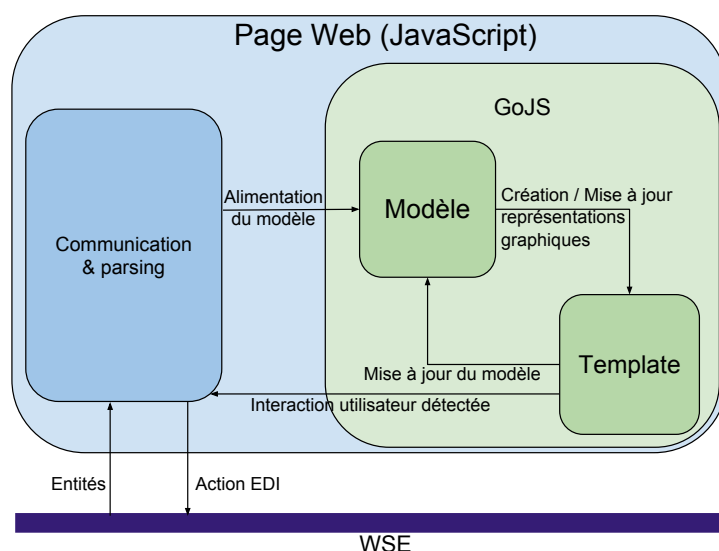 Page Web (JavaScript)
GoJS
Alimentation
du modèle
Modèle
Création / Mise à jour
représentations
graphiques
Communication
& parsing
Template
Mise à jour du modèle
Interaction utilisateur détectée
Entités
Action EDI
WSE